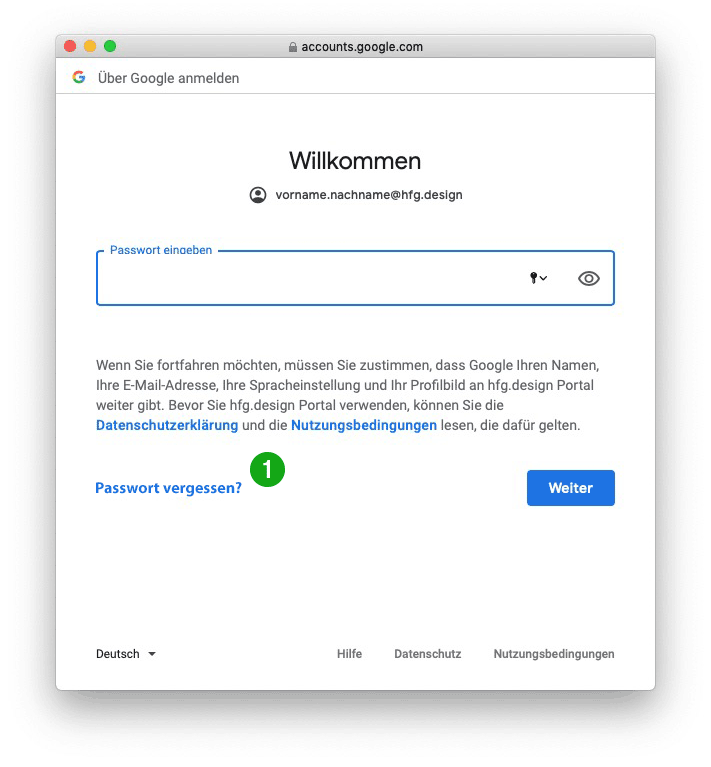 accounts.google.com
Über Google anmelden
Willkommen
vorname.nachname@hfg.design
Passwort eingeben
Wenn Sie fortfahren möchten, müssen Sie zustimmen, dass Google Ihren Namen,
Ihre E-Mail-Adresse, Ihre Spracheinstellung und Ihr Profilbild an hfg.design Portal
weiter gibt. Bevor Sie hfg.design Portal verwenden, können Sie die
Datenschutzerklärung und die Nutzungsbedingungen lesen, die dafür gelten.
1
Passwort vergessen? Weiter
Deutsch Hilfe Datenschutz Nutzungsbedingungen